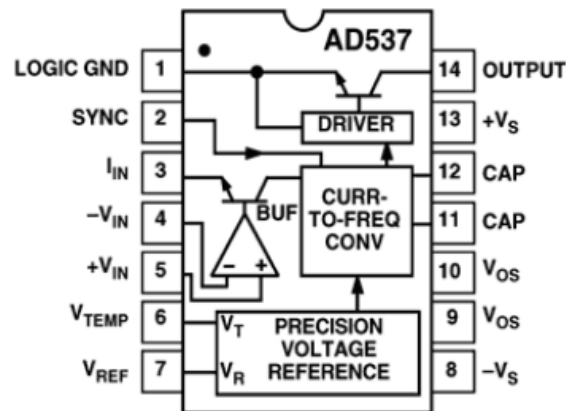 AD537
LOGIC GND 1
14 OUTPUT
SYNC 2
DRIVER
13 +VS
IIN 3
12 CAP
BUF
CURR-
TO-FREQ
CONV
–VIN 4
11 CAP
– +
+VIN 5
10 VOS
VTEMP 6
VT
PRECISION
VOLTAGE
REFERENCE
9 VOS
VREF 7
VR
8 –VS